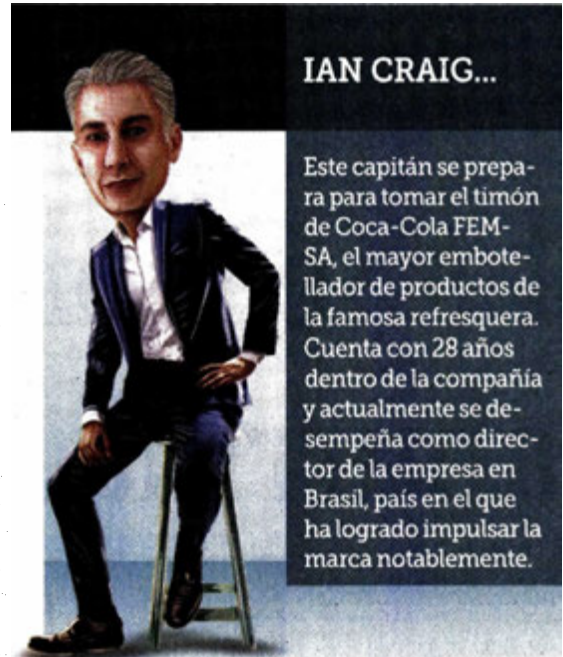 IAN CRAIG...
Este capitán se prepa-
ra para tomar el timón
de Coca-Cola FEM-
SA, el mayor embote-
llador de productos de
la famosa refresquera.
Cuenta con 28 años
dentro de la compañía
y actualmente se de-
sempeña como direc-
tor de la empresa en
Brasil, país en el que
ha logrado impulsar la
marca notablemente.